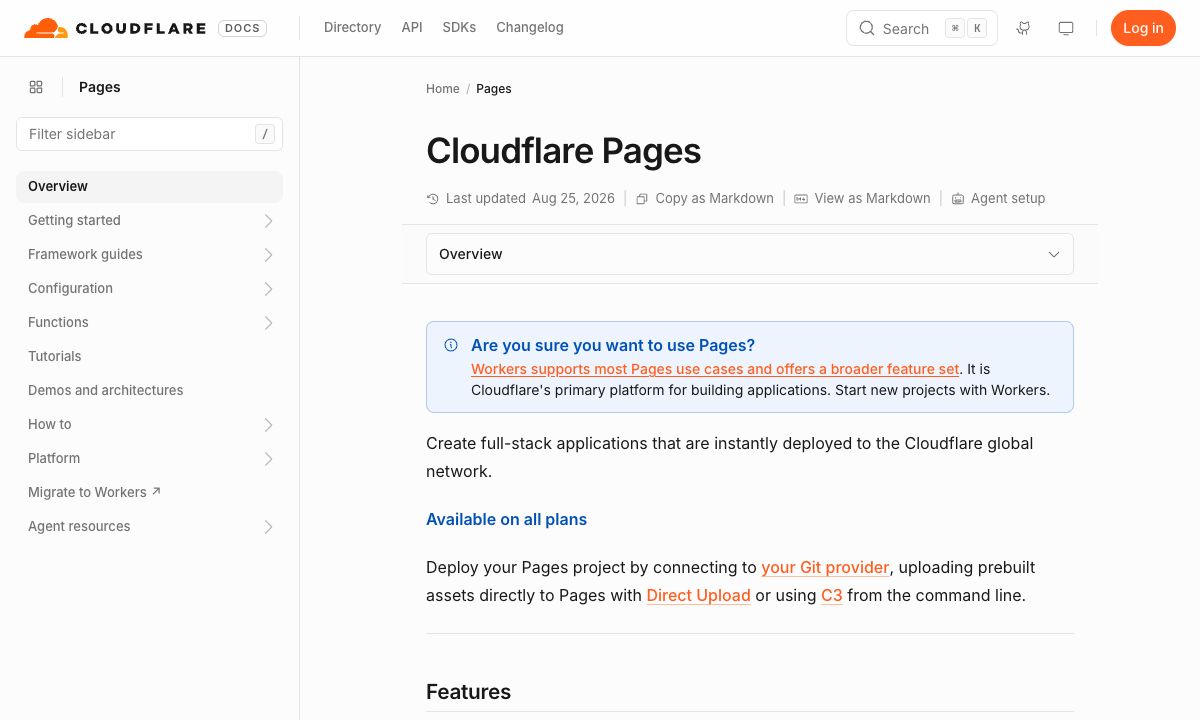 CLOUDFLARE DOCS
Directory API SDKs Changelog
Search ⌘ K
Log in
Pages
Filter sidebar /
Overview
Getting started
Framework guides
Configuration
Functions
Tutorials
Demos and architectures
How to
Platform
Migrate to Workers ↗
Agent resources
Home / Pages
Cloudflare Pages
Last updated Aug 25, 2026 | Copy as Markdown | View as Markdown | Agent setup
Overview
Are you sure you want to use Pages?
Workers supports most Pages use cases and offers a broader feature set. It is
Cloudflare's primary platform for building applications. Start new projects with Workers.
Create full-stack applications that are instantly deployed to the Cloudflare global
network.
Available on all plans
Deploy your Pages project by connecting to your Git provider, uploading prebuilt
assets directly to Pages with Direct Upload or using C3 from the command line.
Features